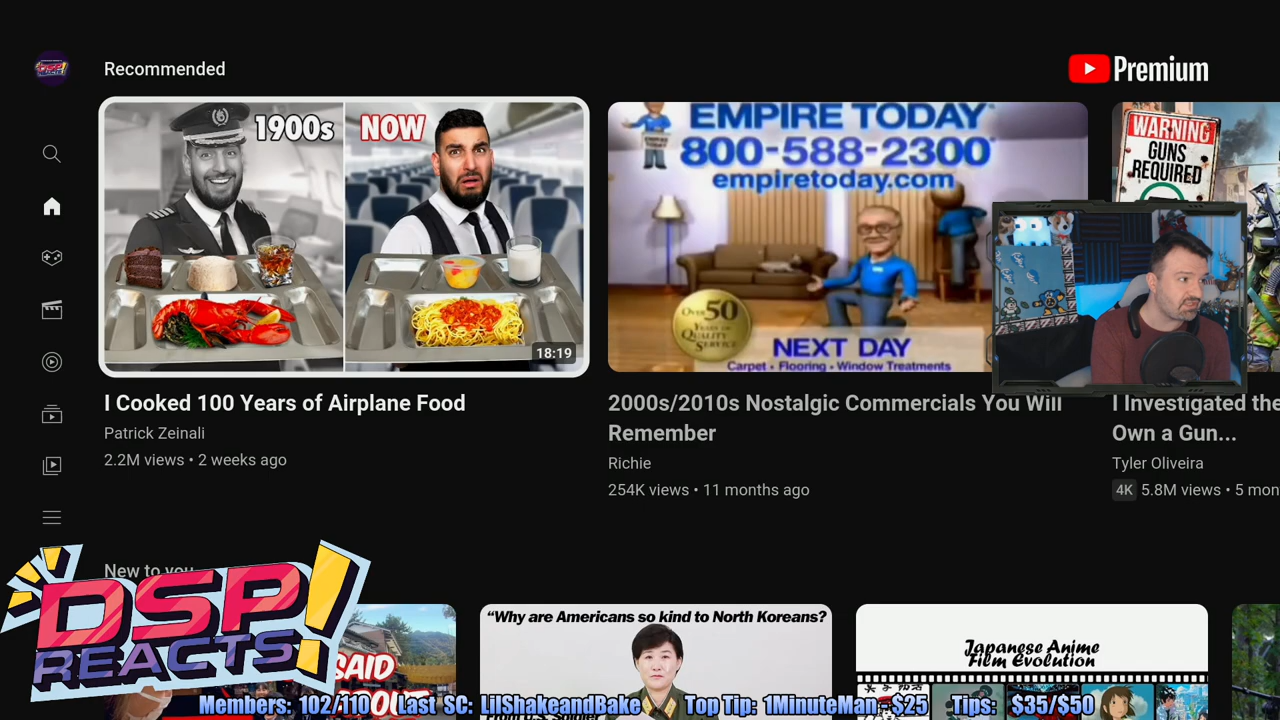 DSP
REACTS!
Recommended
Premium
1900s
NOW
18:19
I Cooked 100 Years of Airplane Food
Patrick Zeinali
2.2M views • 2 weeks ago
EMPIRE TODAY
800-588-2300
empiretoday.com
EMPIRE
TODAY
Over 50
YEARS OF
QUALITY
SERVICE
NEXT DAY
Carpet • Flooring • Window Treatments
2000s/2010s Nostalgic Commercials You Will
Remember
Richie
254K views • 11 months ago
WARNING
GUNS
REQUIRED
I Investigated the
Own a Gun...
Tyler Oliveira
4K 5.8M views • 5 mon
New to you
DSP
REACTS!
SAID
"Why are Americans so kind to North Koreans?
Japanese Anime
Film Evolution
Members: 102/110 Last SC: LilShakeandBake Top Tip: 1MinuteMan - $25 Tips: $35/$50